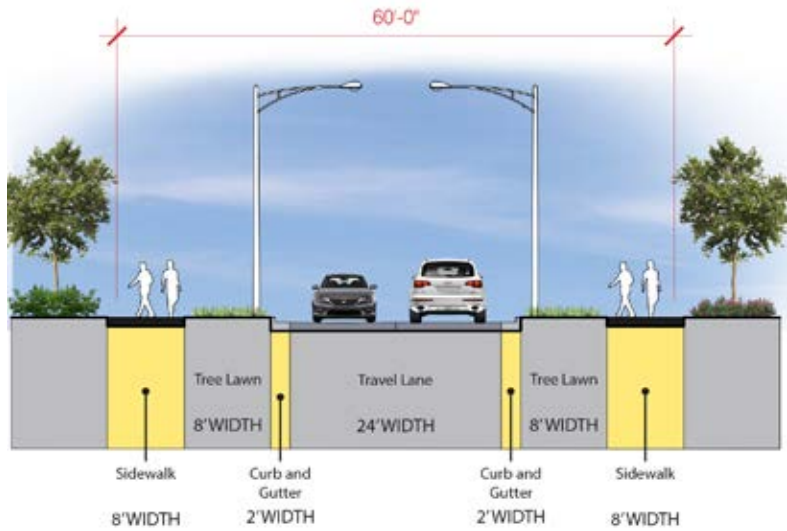 60'-0"
Tree Lawn
Travel Lane
Tree Lawn
8'WIDTH
24'WIDTH
8'WIDTH
Sidewalk
Curb and
Gutter
Curb and
Gutter
Sidewalk
8'WIDTH
2'WIDTH
2'WIDTH
8'WIDTH